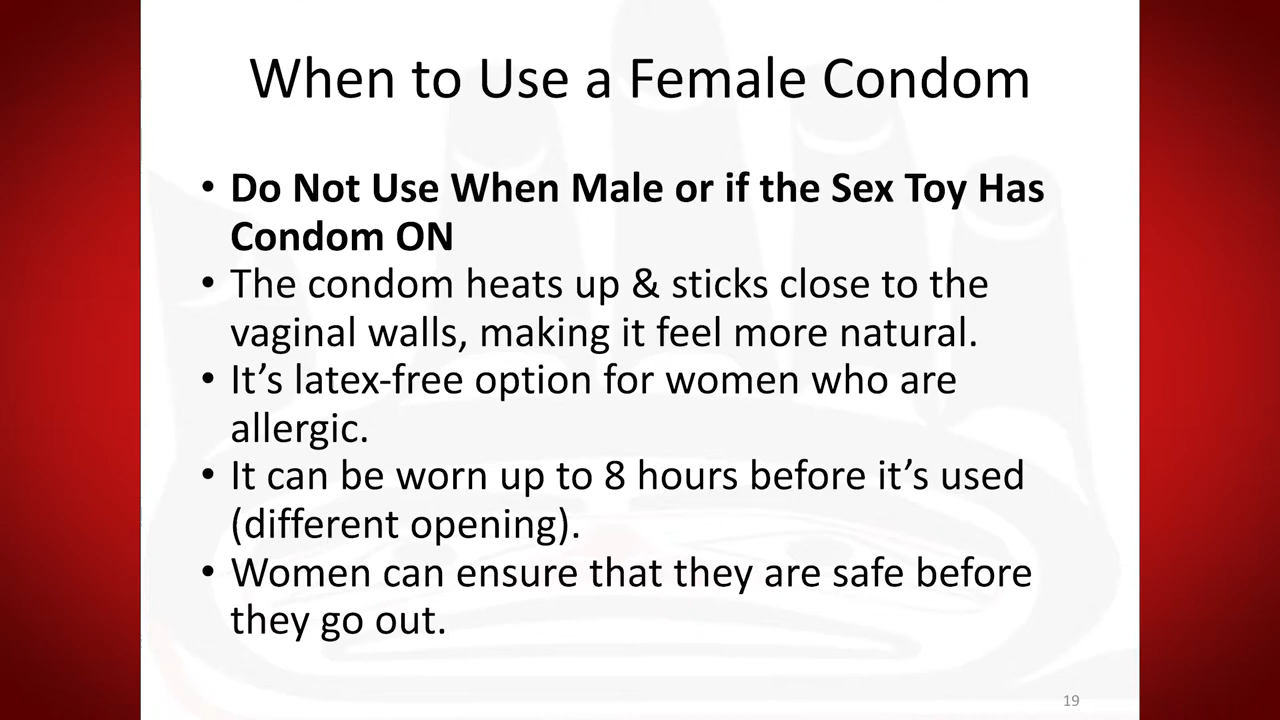 When to Use a Female Condom
• Do Not Use When Male or if the Sex Toy Has
Condom ON
• The condom heats up & sticks close to the
vaginal walls, making it feel more natural.
• It’s latex-free option for women who are
allergic.
• It can be worn up to 8 hours before it’s used
(different opening).
• Women can ensure that they are safe before
they go out.
19